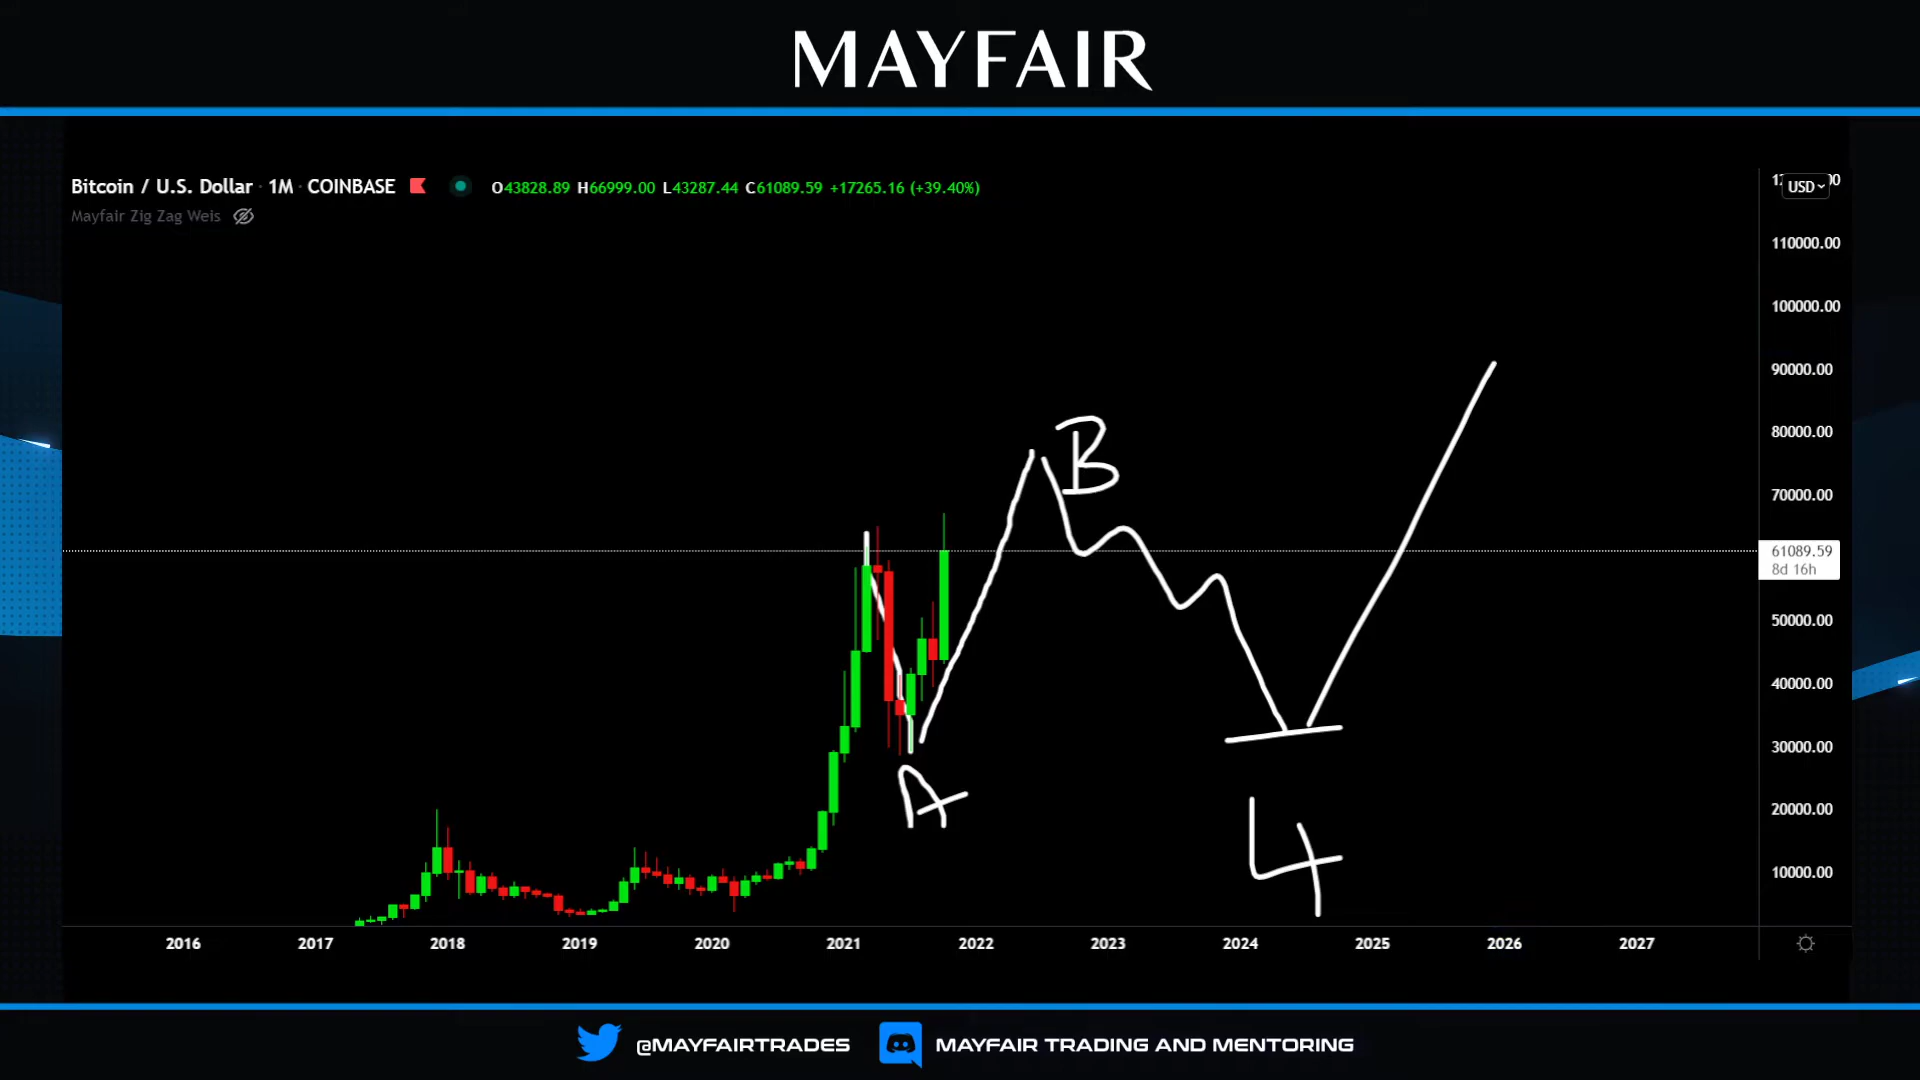 MAYFAIR
Bitcoin / U.S. Dollar · 1M · COINBASE O43828.89 H66999.00 L43287.44 C61089.59 +17265.16 (+39.40%)
Mayfair Zig Zag Weis
USD
110000.00
100000.00
90000.00
80000.00
70000.00
61089.59
8d 16h
50000.00
40000.00
30000.00
20000.00
10000.00
B
A
4
2016 2017 2018 2019 2020 2021 2022 2023 2024 2025 2026 2027
@MAYFAIRTRADES MAYFAIR TRADING AND MENTORING